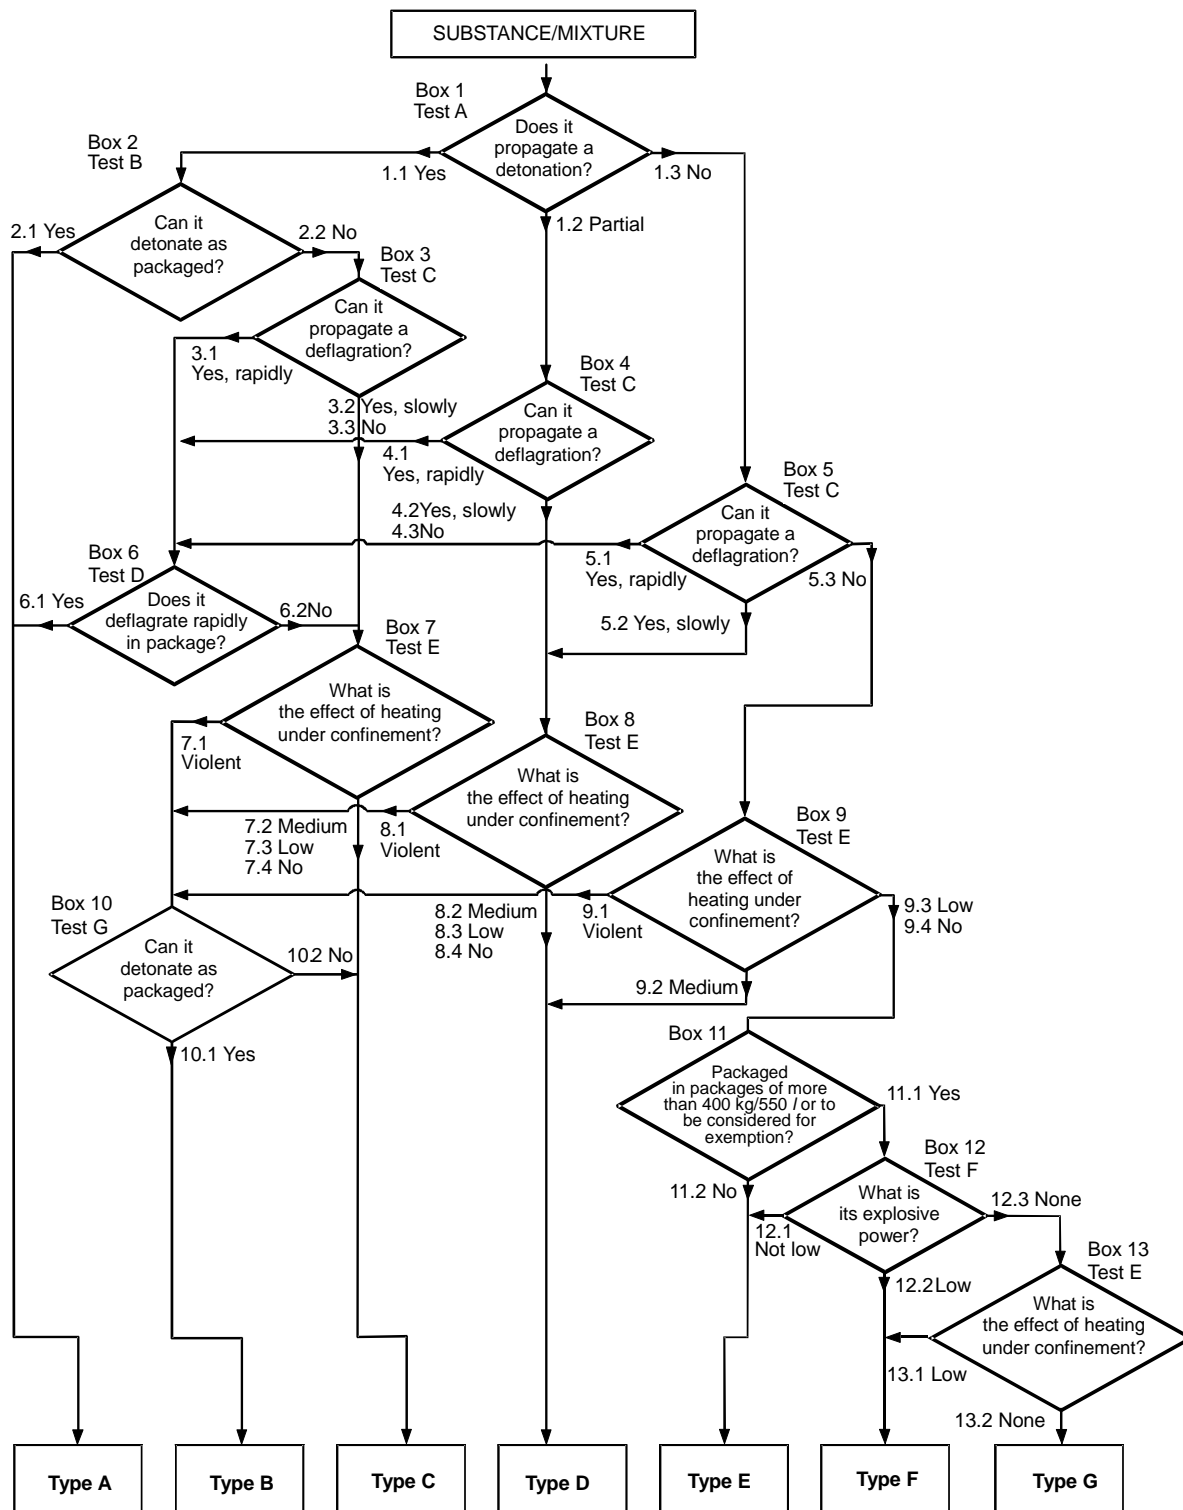 SUBSTANCE/MIXTURE
Box 1
Test A
Does it
propagate a
detonation?
1.1 Yes
1.2 Partial
1.3 No
Box 2
Test B
Can it
detonate as
packaged?
2.1 Yes
2.2 No
Box 3
Test C
Can it
propagate a
deflagration?
3.1
Yes, rapidly
3.2 Yes, slowly
3.3 No
Box 4
Test C
Can it
propagate a
deflagration?
4.1
Yes, rapidly
4.2Yes, slowly
4.3No
Box 5
Test C
Can it
propagate a
deflagration?
5.1
Yes, rapidly
5.2 Yes, slowly
5.3 No
Box 6
Test D
Does it
deflagrate rapidly
in package?
6.1 Yes
6.2No
Box 7
Test E
What is
the effect of heating
under confinement?
7.1
Violent
7.2 Medium
7.3 Low
7.4 No
Box 8
Test E
What is
the effect of heating
under confinement?
8.1
Violent
8.2 Medium
8.3 Low
8.4 No
Box 9
Test E
What is
the effect of
heating under
confinement?
9.1
Violent
9.2 Medium
9.3 Low
9.4 No
Box 10
Test G
Can it
detonate as
packaged?
10.2 No
10.1 Yes
Box 11
Packaged
in packages of more
than 400 kg/550 l or to
be considered for
exemption?
11.1 Yes
11.2 No
Box 12
Test F
What is
its explosive
power?
12.1
Not low
12.2Low
12.3 None
Box 13
Test E
What is
the effect of heating
under confinement?
13.1 Low
13.2 None
Type A
Type B
Type C
Type D
Type E
Type F
Type G